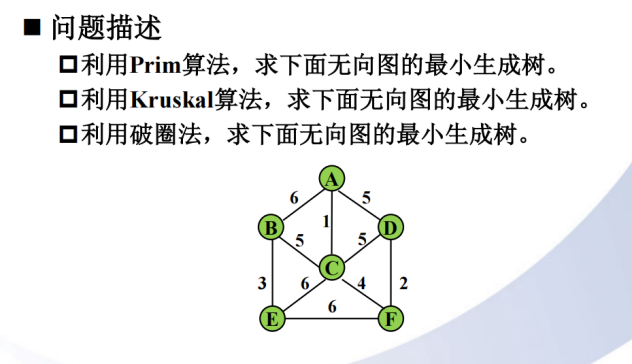 ■ 问题描述
□利用Prim算法，求下面无向图的最小生成树。
□利用Kruskal算法，求下面无向图的最小生成树。
□利用破圈法，求下面无向图的最小生成树。
A
6 5
B 1 D
5 5
C
3 6 4 2
6
E F